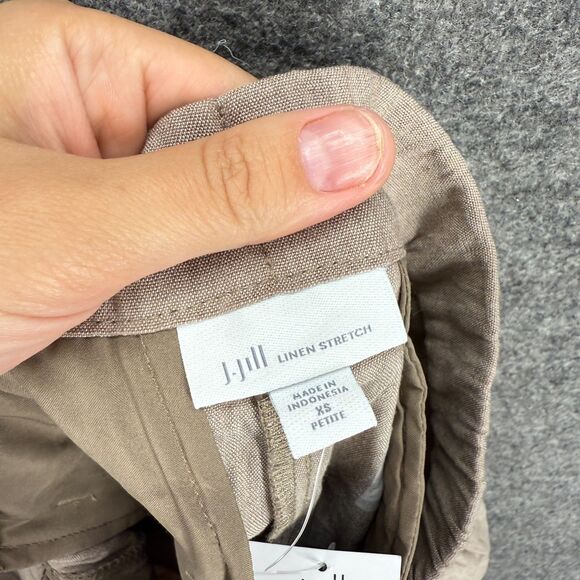 J.Jill LINEN STRETCH
MADE IN
INDONESIA
XS
PETITE